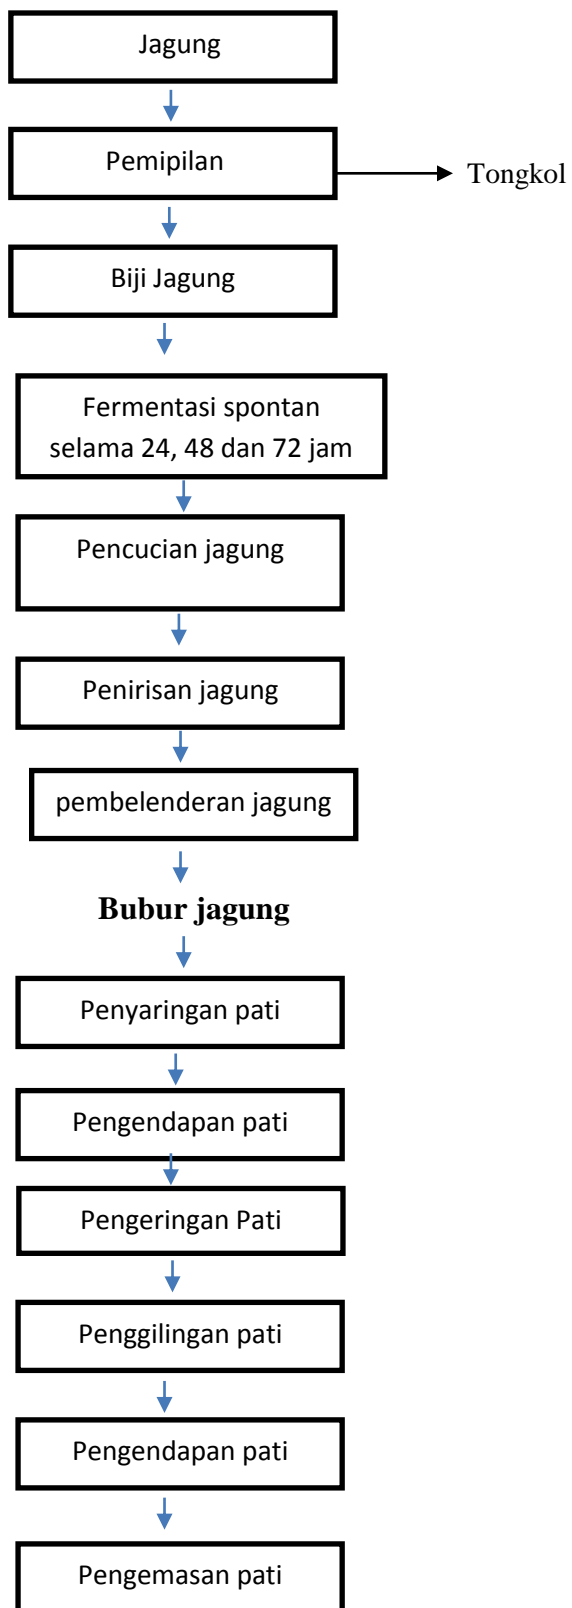 Jagung
Pemipilan
Tongkol
Biji Jagung
Fermentasi spontan
selama 24, 48 dan 72 jam
Pencucian jagung
Penirisan jagung
pembelenderan jagung
Bubur jagung
Penyaringan pati
Pengendapan pati
Pengeringan Pati
Penggilingan pati
Pengendapan pati
Pengemasan pati